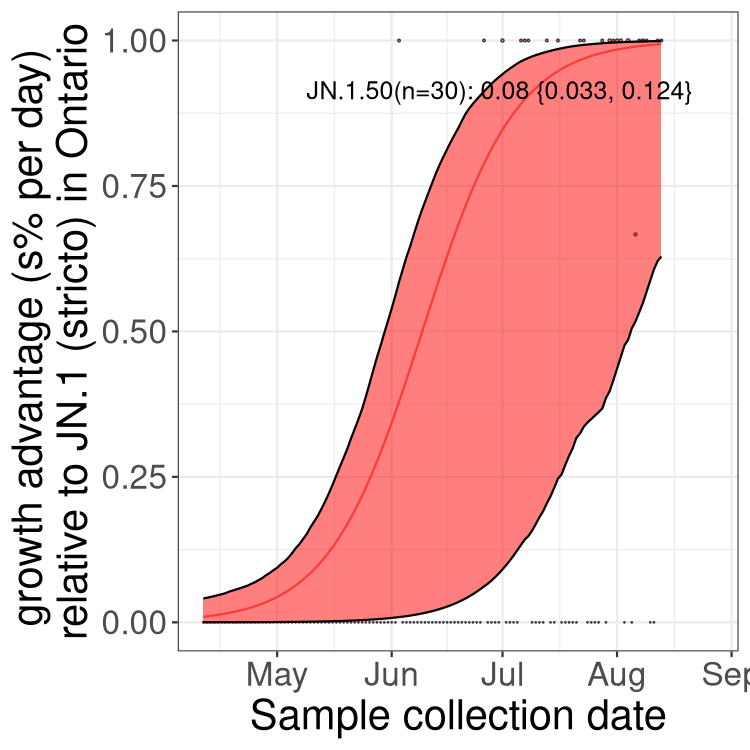 growth advantage (s% per day)
relative to JN.1 (stricto) in Ontario
1.00
0.75
0.50
0.25
0.00
JN.1.50(n=30): 0.08 {0.033, 0.124}
May Jun Jul Aug Sep
Sample collection date